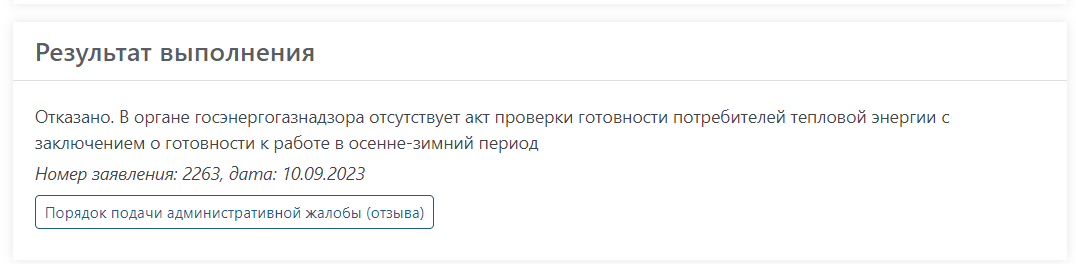 Результат выполнения
Отказано. В органе госэнергогазнадзора отсутствует акт проверки готовности потребителей тепловой энергии с
заключением о готовности к работе в осенне-зимний период
Номер заявления: 2263, дата: 10.09.2023
Порядок подачи административной жалобы (отзыва)